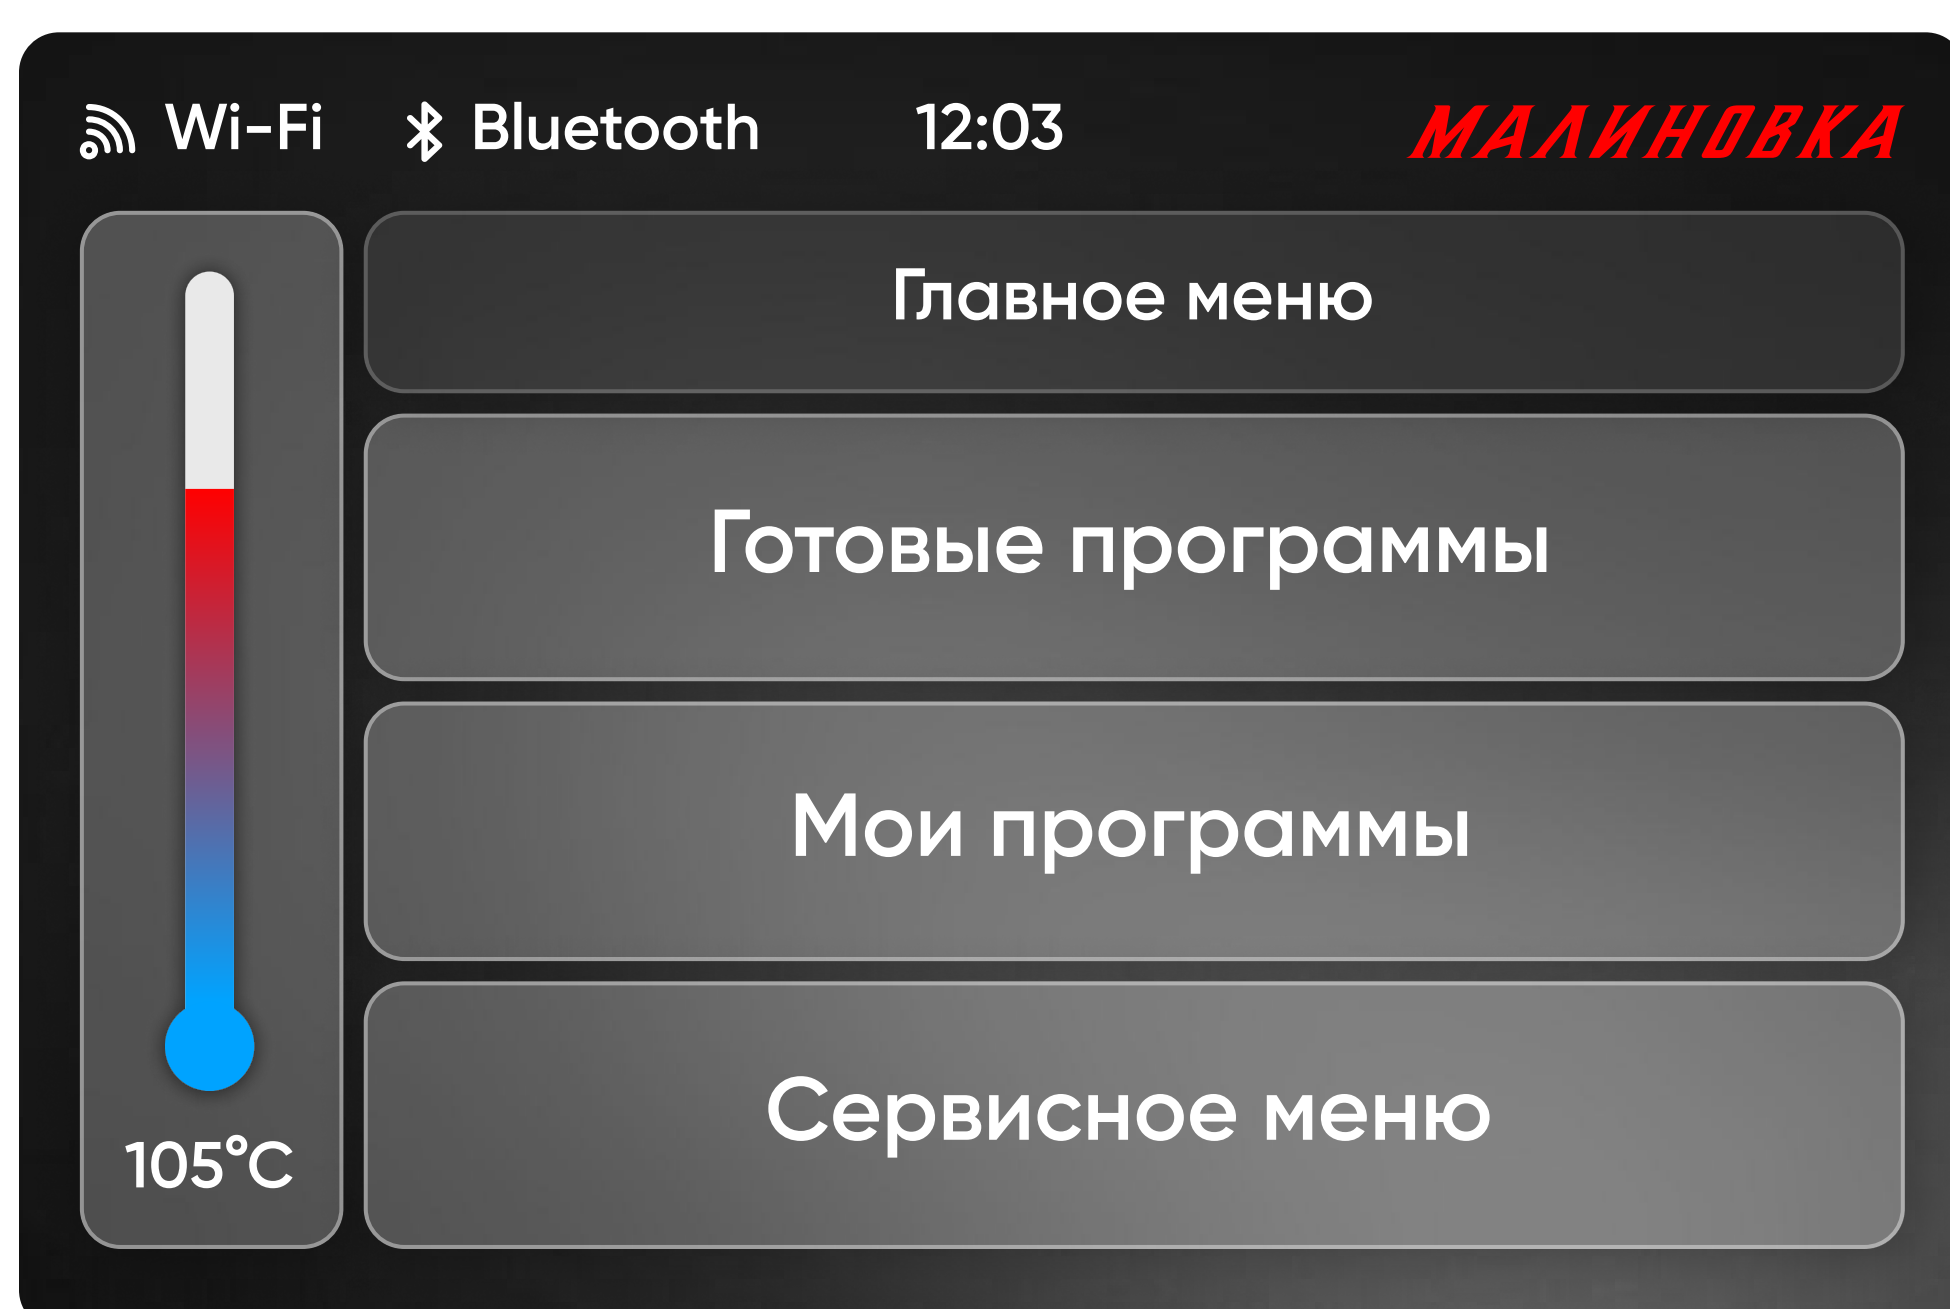 Wi-Fi Bluetooth 12:03 МАЛИНОВКА
Главное меню
Готовые программы
Мои программы
Сервисное меню
105°C